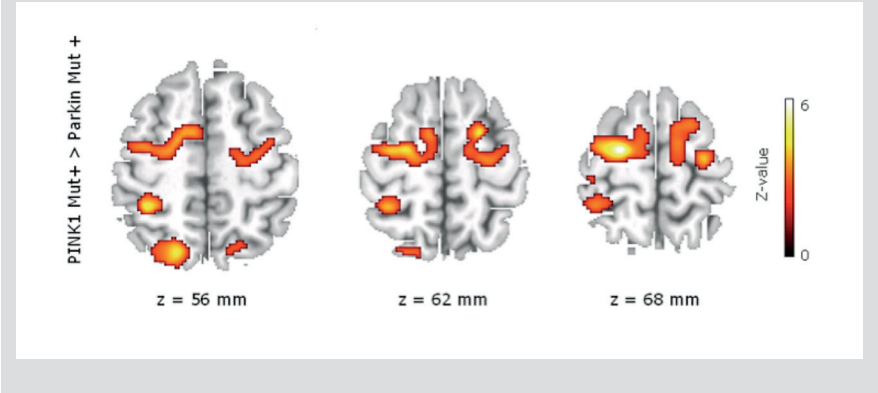 PINK1 Mut+ > Parkin Mut +
z = 56 mm
z = 62 mm
z = 68 mm
6
Z-value
0